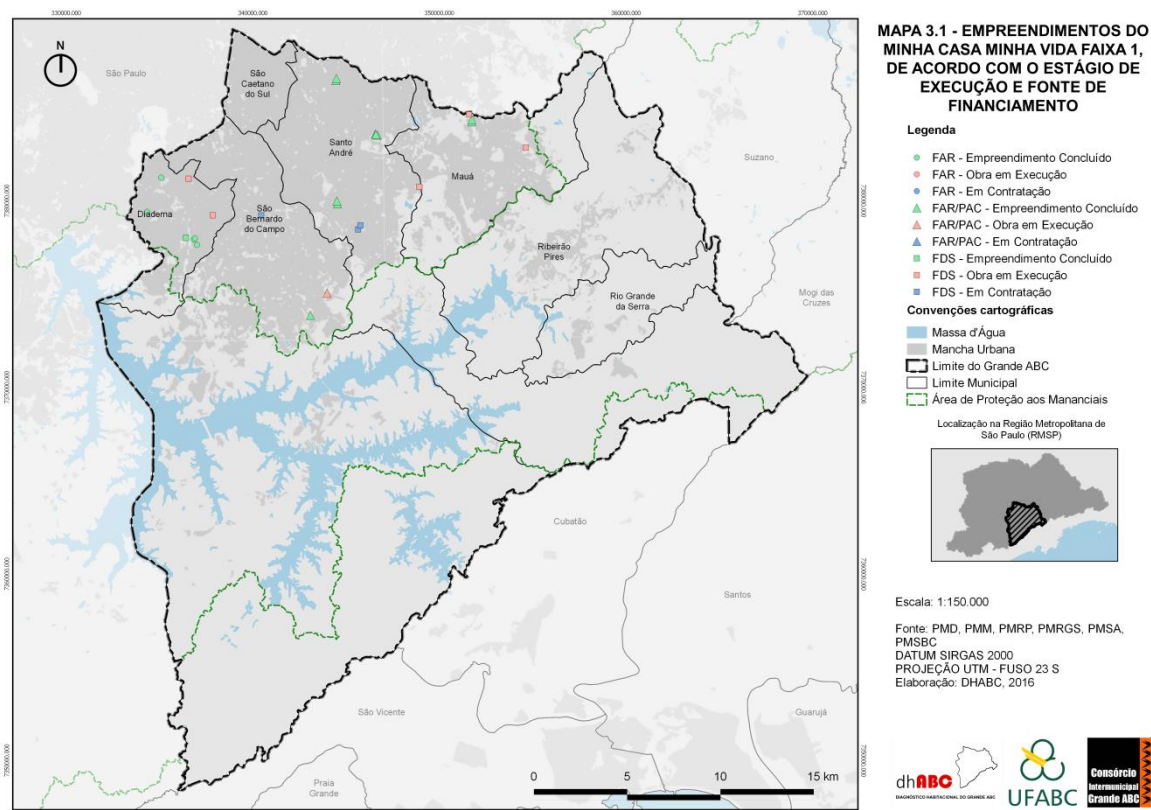 MAPA 3.1 - EMPREENDIMENTOS DO
MINHA CASA MINHA VIDA FAIXA 1,
DE ACORDO COM O ESTÁGIO DE
EXECUÇÃO E FONTE DE
FINANCIAMENTO
Legenda
FAR - Empreendimento Concluído
FAR - Obra em Execução
FAR - Em Contratação
FAR/PAC - Empreendimento Concluído
FAR/PAC - Obra em Execução
FAR/PAC - Em Contratação
FDS - Empreendimento Concluído
FDS - Obra em Execução
FDS - Em Contratação
Convenções cartográficas
Massa d'Água
Mancha Urbana
Limite do Grande ABC
Limite Municipal
Área de Proteção aos Mananciais
Localização na Região Metropolitana de
São Paulo (RMSP)
Escala: 1:150.000
Fonte: PMD, PMM, PMRP, PMRGS, PMSA,
PMSBC
DATUM SIRGAS 2000
PROJEÇÃO UTM - FUSO 23 S
Elaboração: DHABC, 2016
dhABC
DIAGNÓSTICO HABITACIONAL DO GRANDE ABC
UFABC
Consórcio
Intermunicipal
Grande ABC
330000,000
340000,000
350000,000
360000,000
370000,000
N
São Paulo
São
Caetano
do Sul
Santo
André
Mauá
Suzano
Diadema
São
Bernardo
do Campo
Ribeirão
Pires
Rio Grande
da Serra
Mogi das
Cruzes
Cubatão
Santos
São Vicente
Guarujá
Praia
Grande
0
5
10
15 km